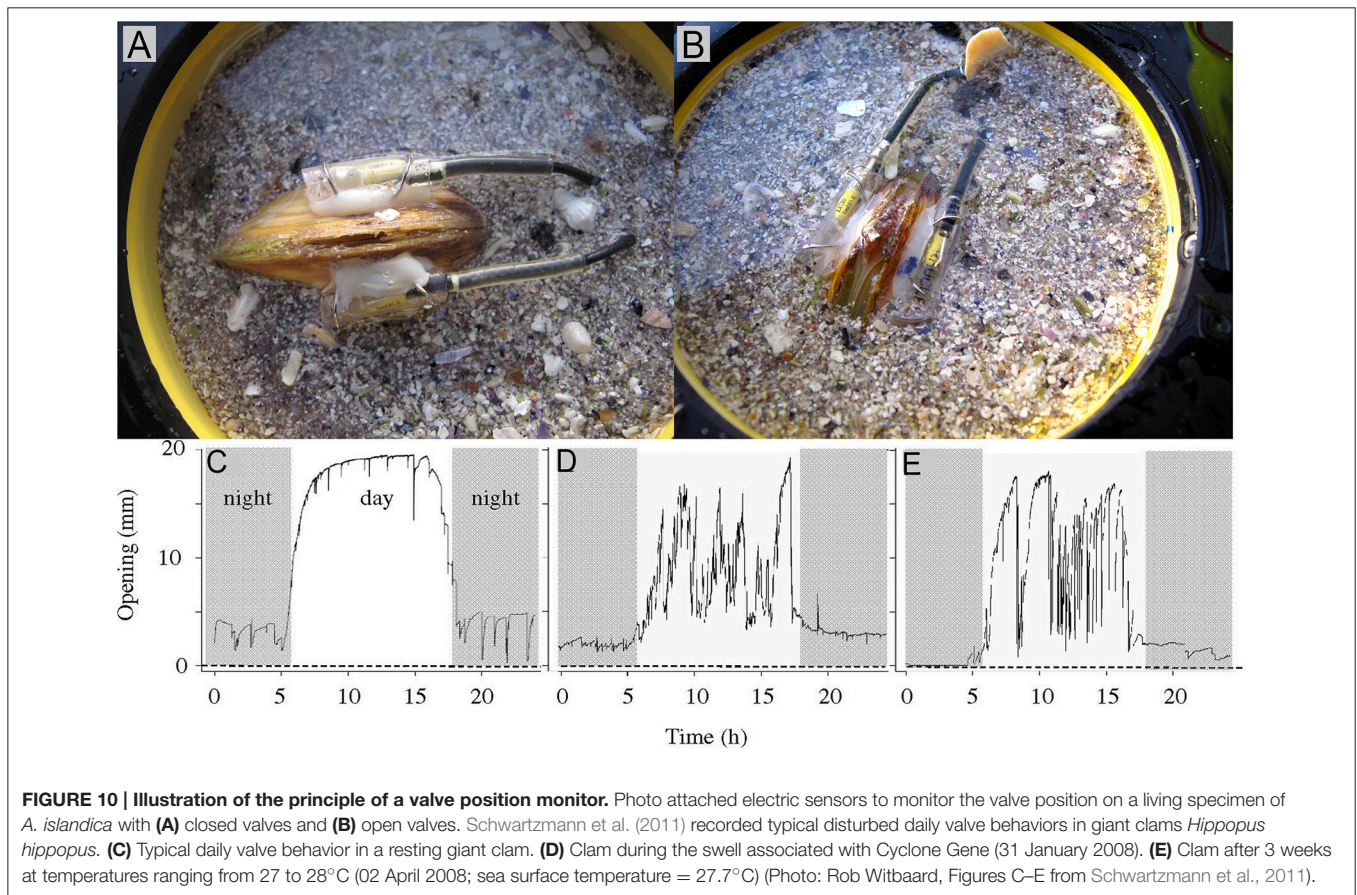 A
B
20
C
D
E
night
day
night
Opening (mm)
10
0
0
5
10
15
20
0
5
10
15
20
0
5
10
15
20
Time (h)
FIGURE 10 | Illustration of the principle of a valve position monitor. Photo attached electric sensors to monitor the valve position on a living specimen of
A. islandica with (A) closed valves and (B) open valves. Schwartzmann et al. (2011) recorded typical disturbed daily valve behaviors in giant clams Hippopus
hippopus. (C) Typical daily valve behavior in a resting giant clam. (D) Clam during the swell associated with Cyclone Gene (31 January 2008). (E) Clam after 3 weeks
at temperatures ranging from 27 to 28°C (02 April 2008; sea surface temperature = 27.7°C) (Photo: Rob Witbaard, Figures C–E from Schwartzmann et al., 2011).